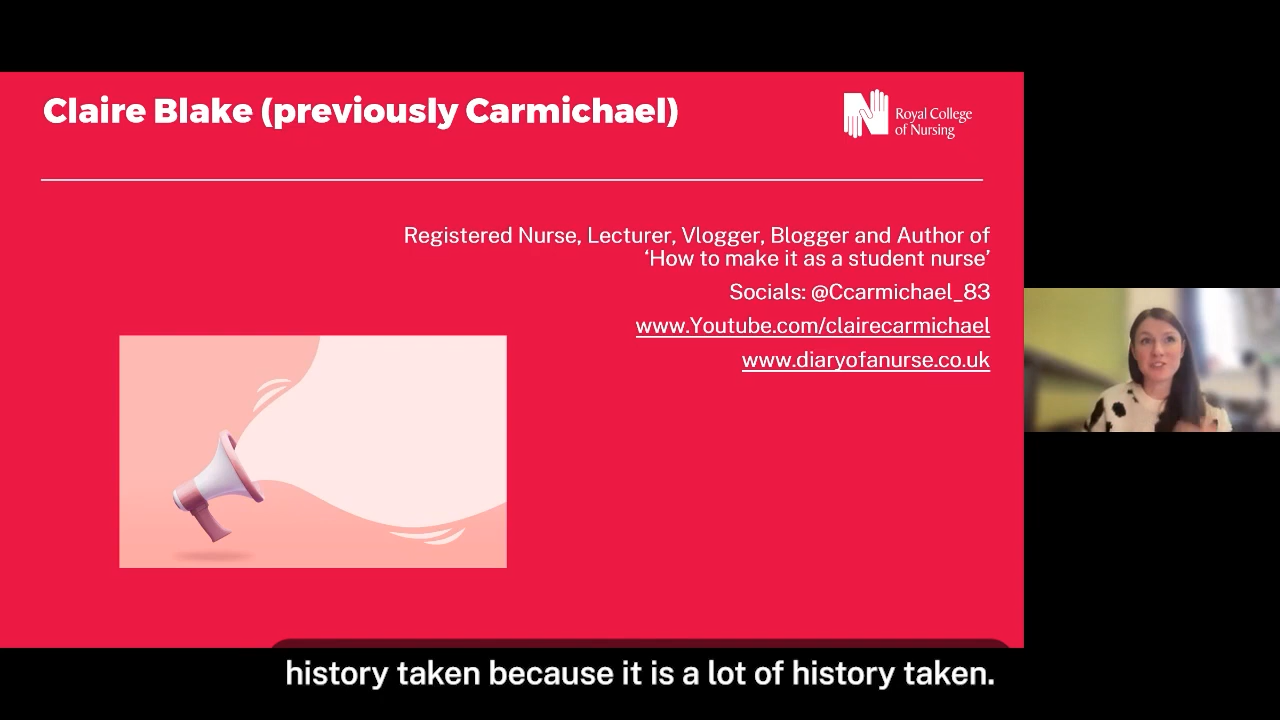 Claire Blake (previously Carmichael)
Royal College
of Nursing
Registered Nurse, Lecturer, Vlogger, Blogger and Author of
‘How to make it as a student nurse’
Socials: @Ccarmichael_83
www.Youtube.com/clairecarmichael
www.diaryofanurse.co.uk
history taken because it is a lot of history taken.